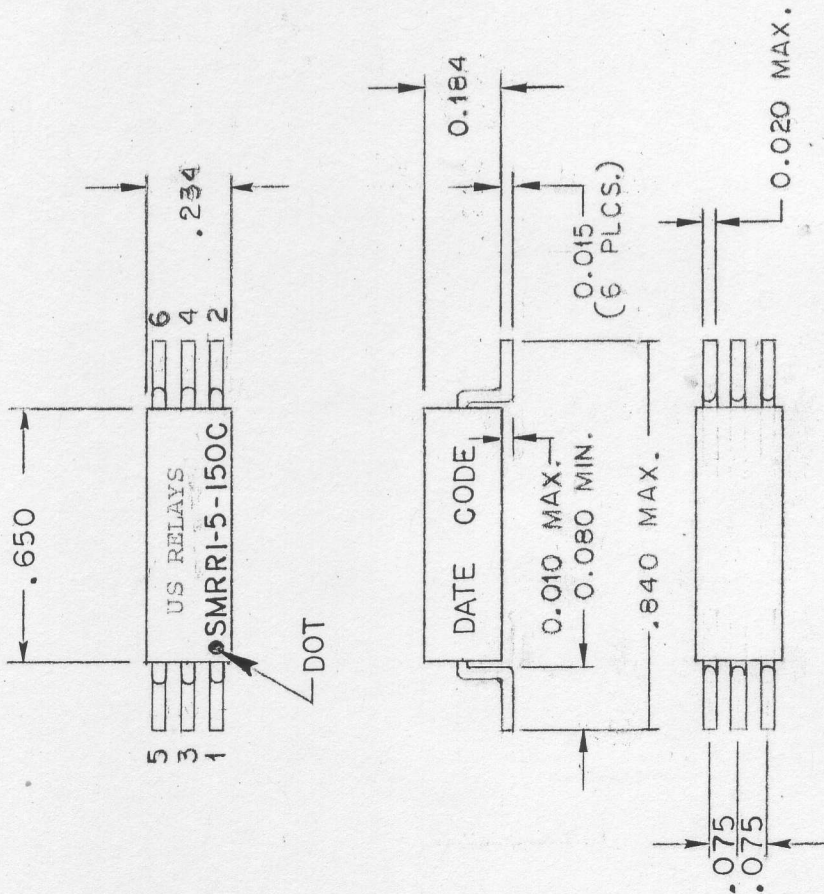 .650
.234
6
4
2
US RELAYS
SMRR1-5-150C
5
3
1
DOT
0.184
0.015
(6 PLCS.)
DATE CODE
0.010 MAX.
0.080 MIN.
.840 MAX.
0.020 MAX.
.075
.075